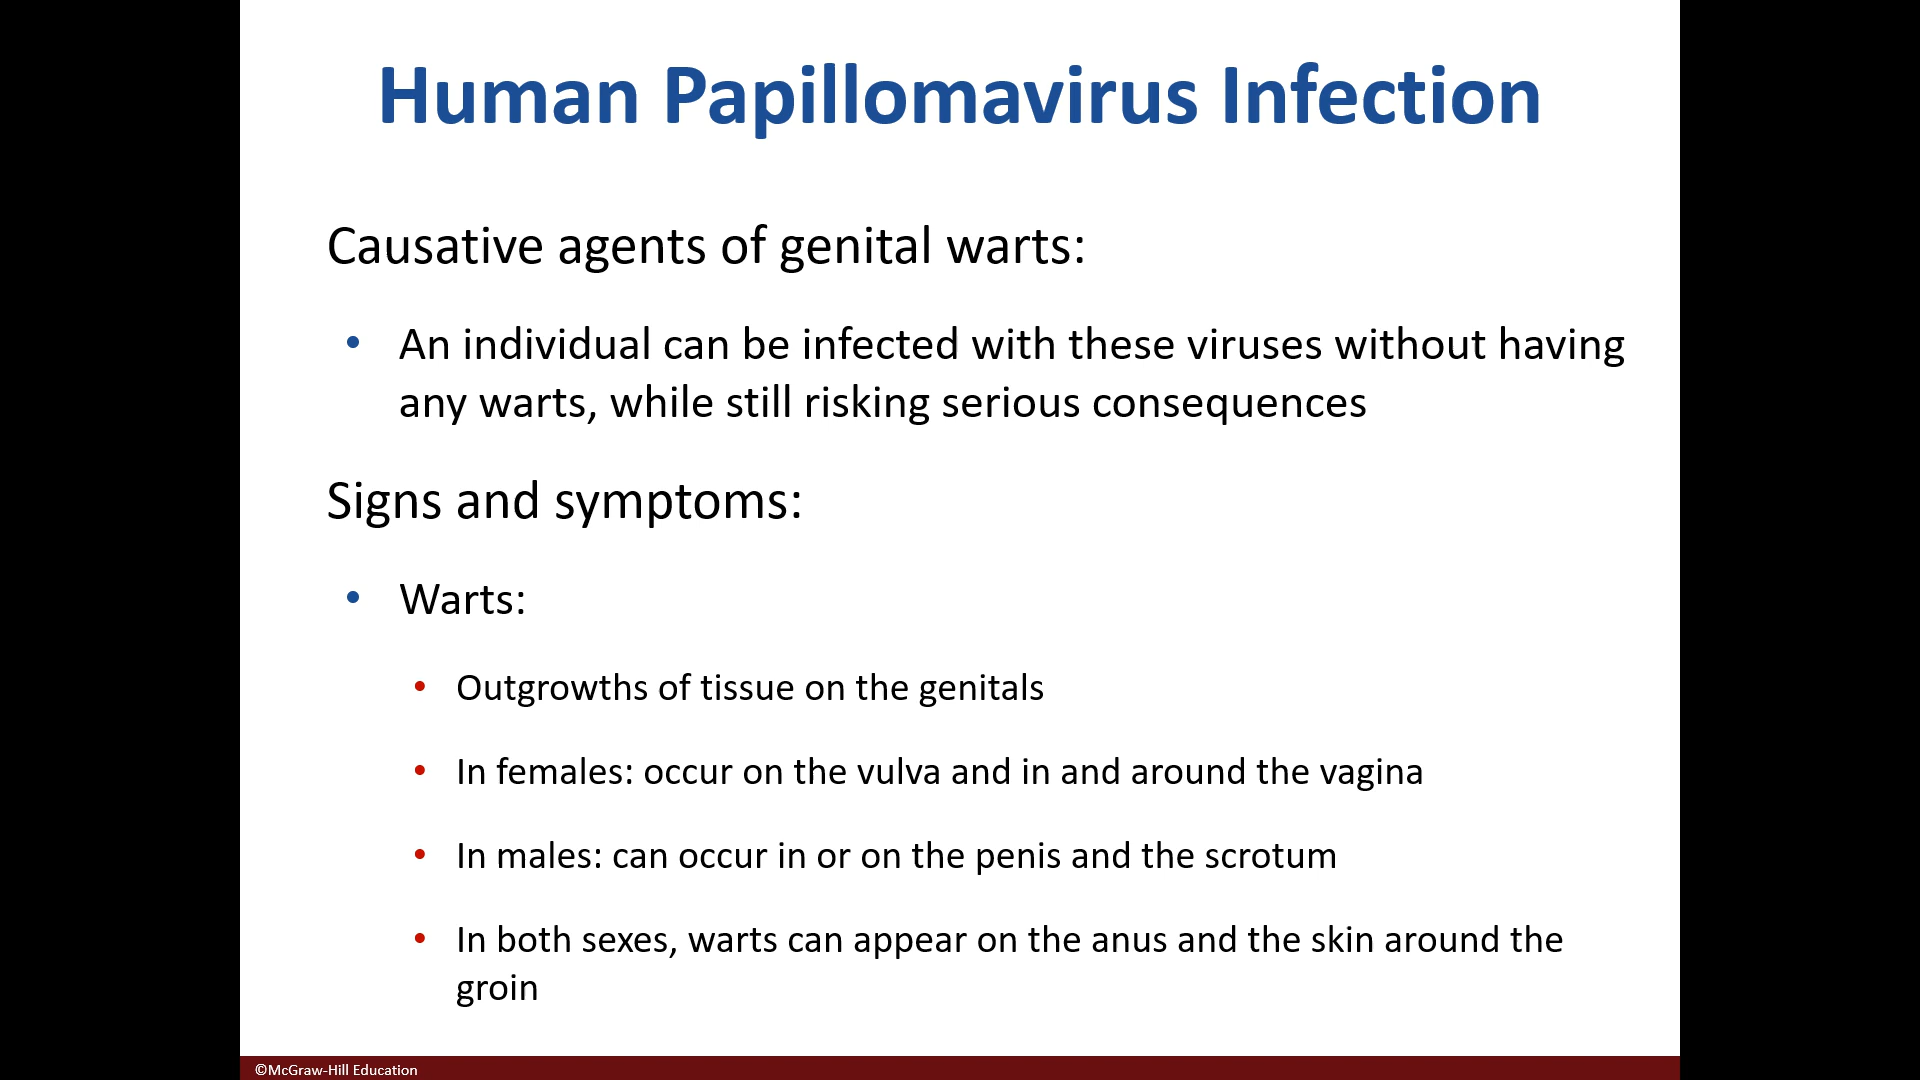 Human Papillomavirus Infection
Causative agents of genital warts:
• An individual can be infected with these viruses without having
any warts, while still risking serious consequences
Signs and symptoms:
• Warts:
• Outgrowths of tissue on the genitals
• In females: occur on the vulva and in and around the vagina
• In males: can occur in or on the penis and the scrotum
• In both sexes, warts can appear on the anus and the skin around the
groin
©McGraw-Hill Education